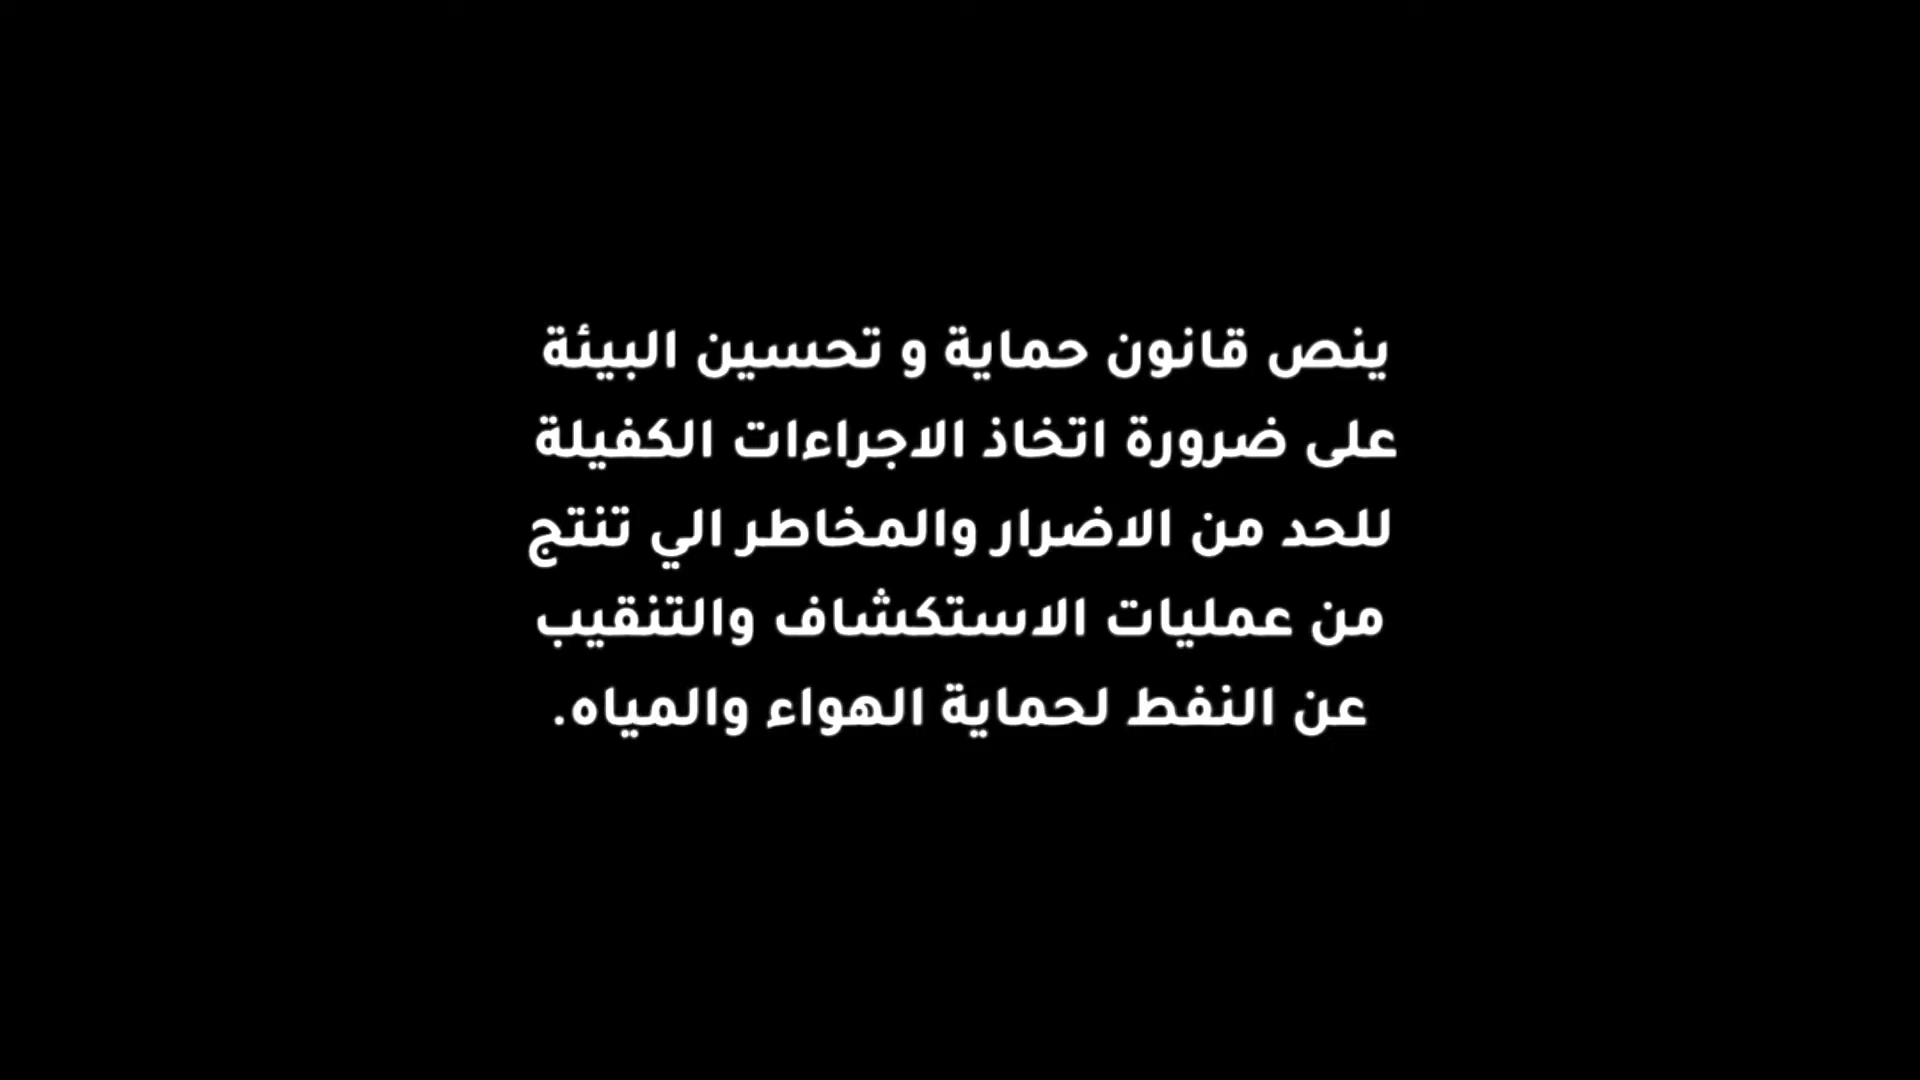 ينص قانون حماية و تحسين البيئة
على ضرورة اتخاذ الاجراءات الكفيلة
للحد من الاضرار والمخاطر الي تنتج
من عمليات الاستكشاف والتنقيب
عن النفط لحماية الهواء والمياه.